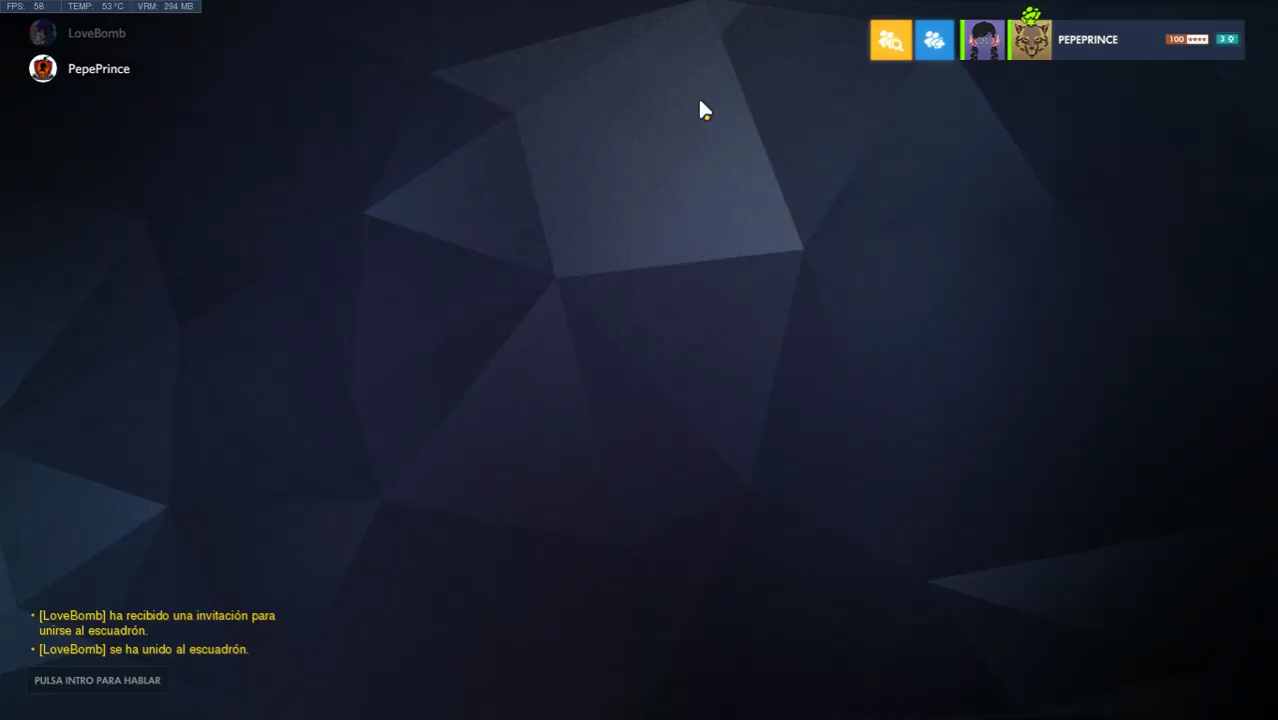 FPS: 58 TEMP: 53 °C VRM: 294 MB
LoveBomb
PepePrince
PEPEPRINCE 100 3
• [LoveBomb] ha recibido una invitación para
unirse al escuadrón.
• [LoveBomb] se ha unido al escuadrón.
PULSA INTRO PARA HABLAR